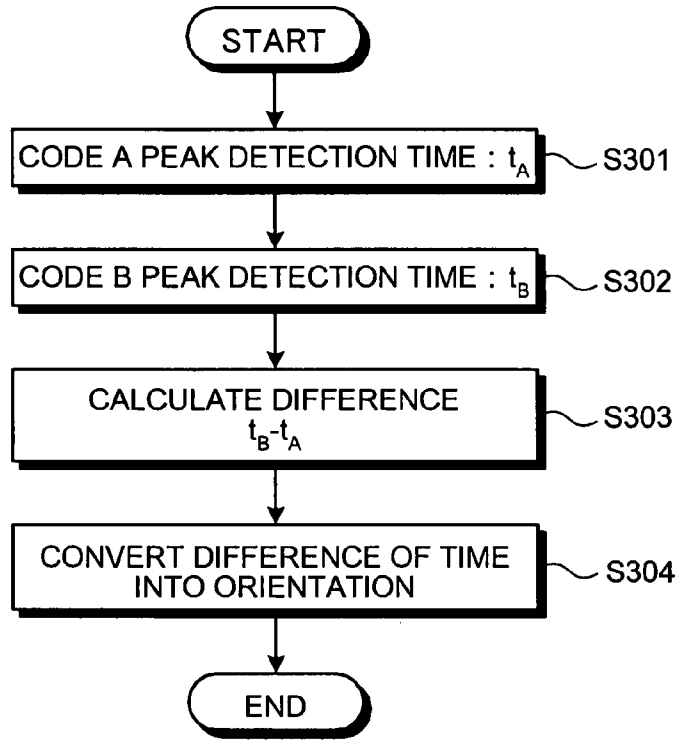 START
CODE A PEAK DETECTION TIME : tA
S301
CODE B PEAK DETECTION TIME : tB
S302
CALCULATE DIFFERENCE
tB-tA
S303
CONVERT DIFFERENCE OF TIME
INTO ORIENTATION
S304
END